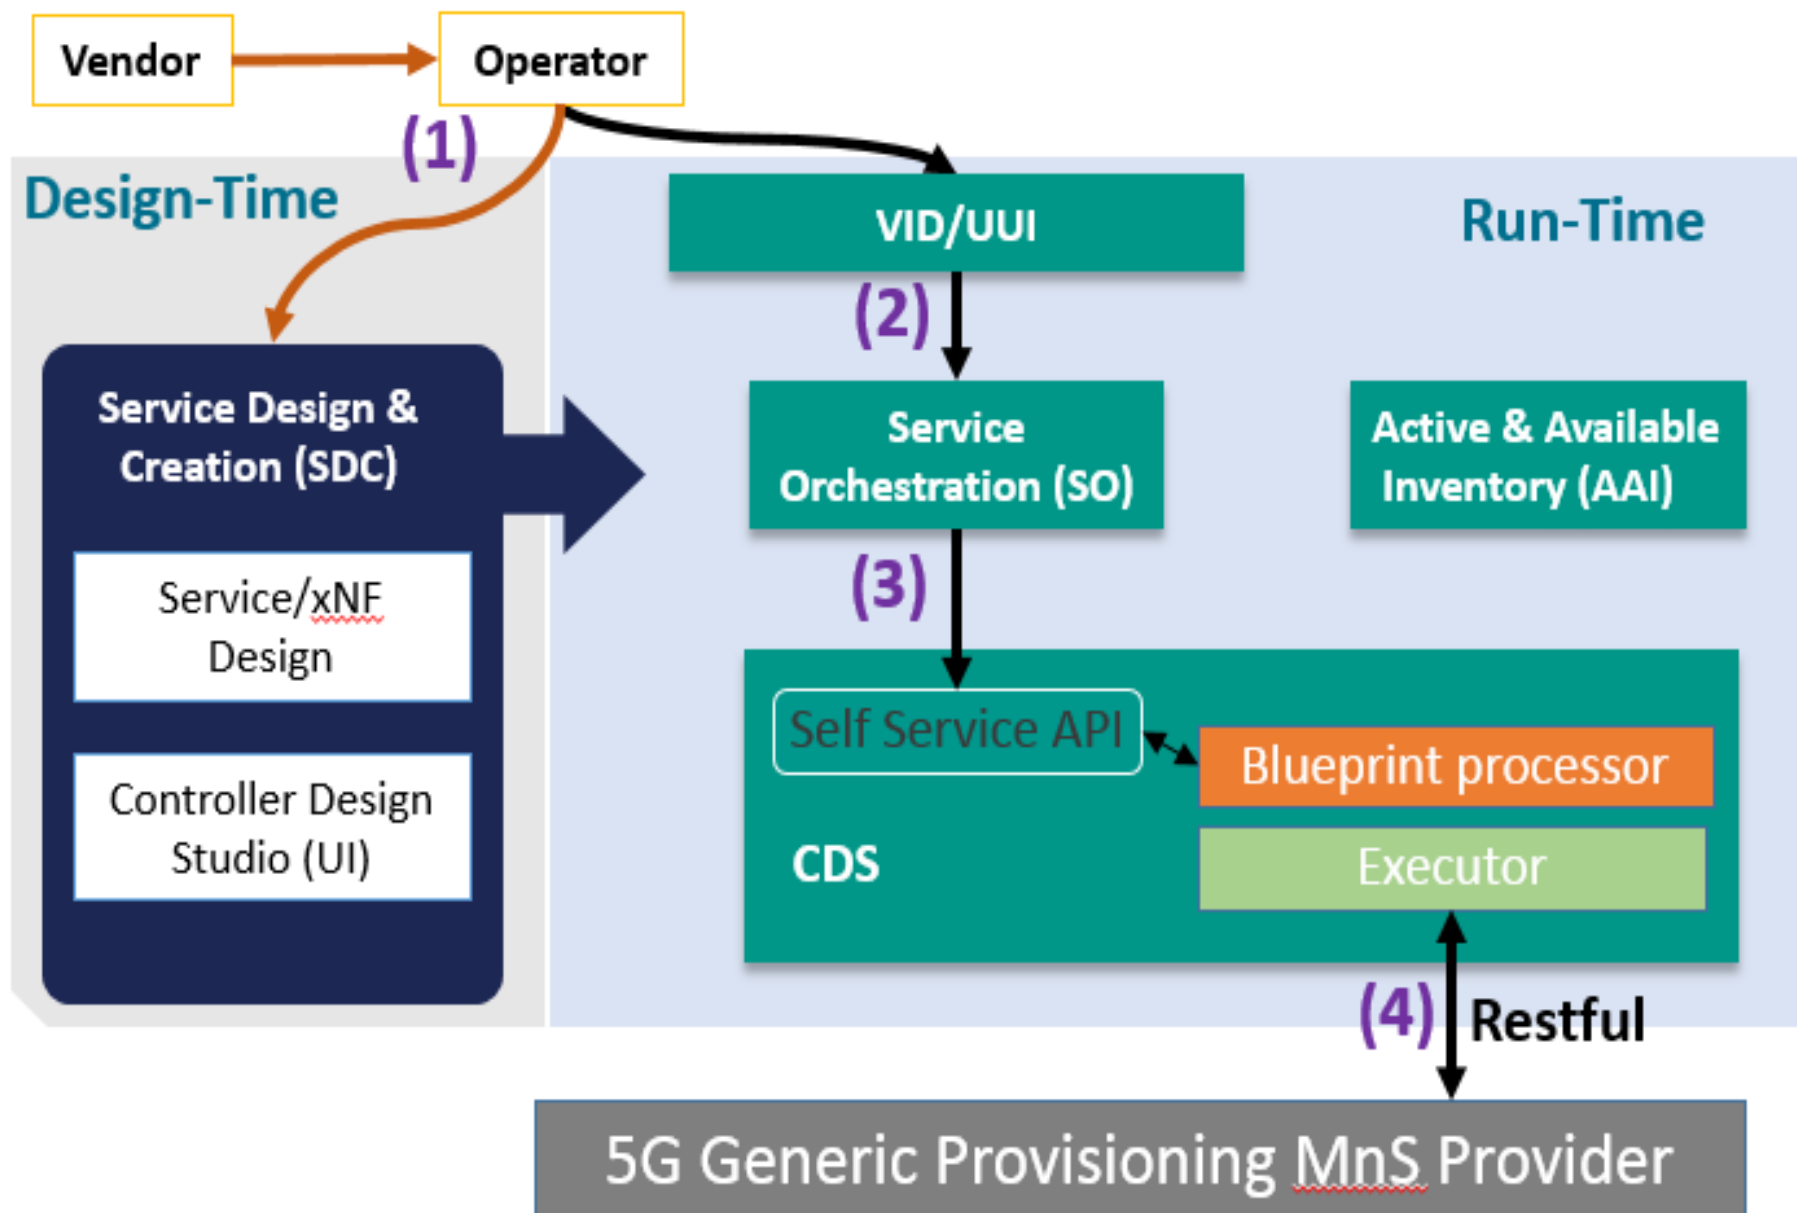 Vendor
Operator
(1)
Design-Time
VID/UUI
Run-Time
(2)
Service Design &
Creation (SDC)
Service
Orchestration (SO)
Active & Available
Inventory (AAI)
Service/xNF
Design
(3)
Self Service API
Blueprint processor
Controller Design
Studio (UI)
CDS
Executor
(4)
Restful
5G Generic Provisioning MnS Provider